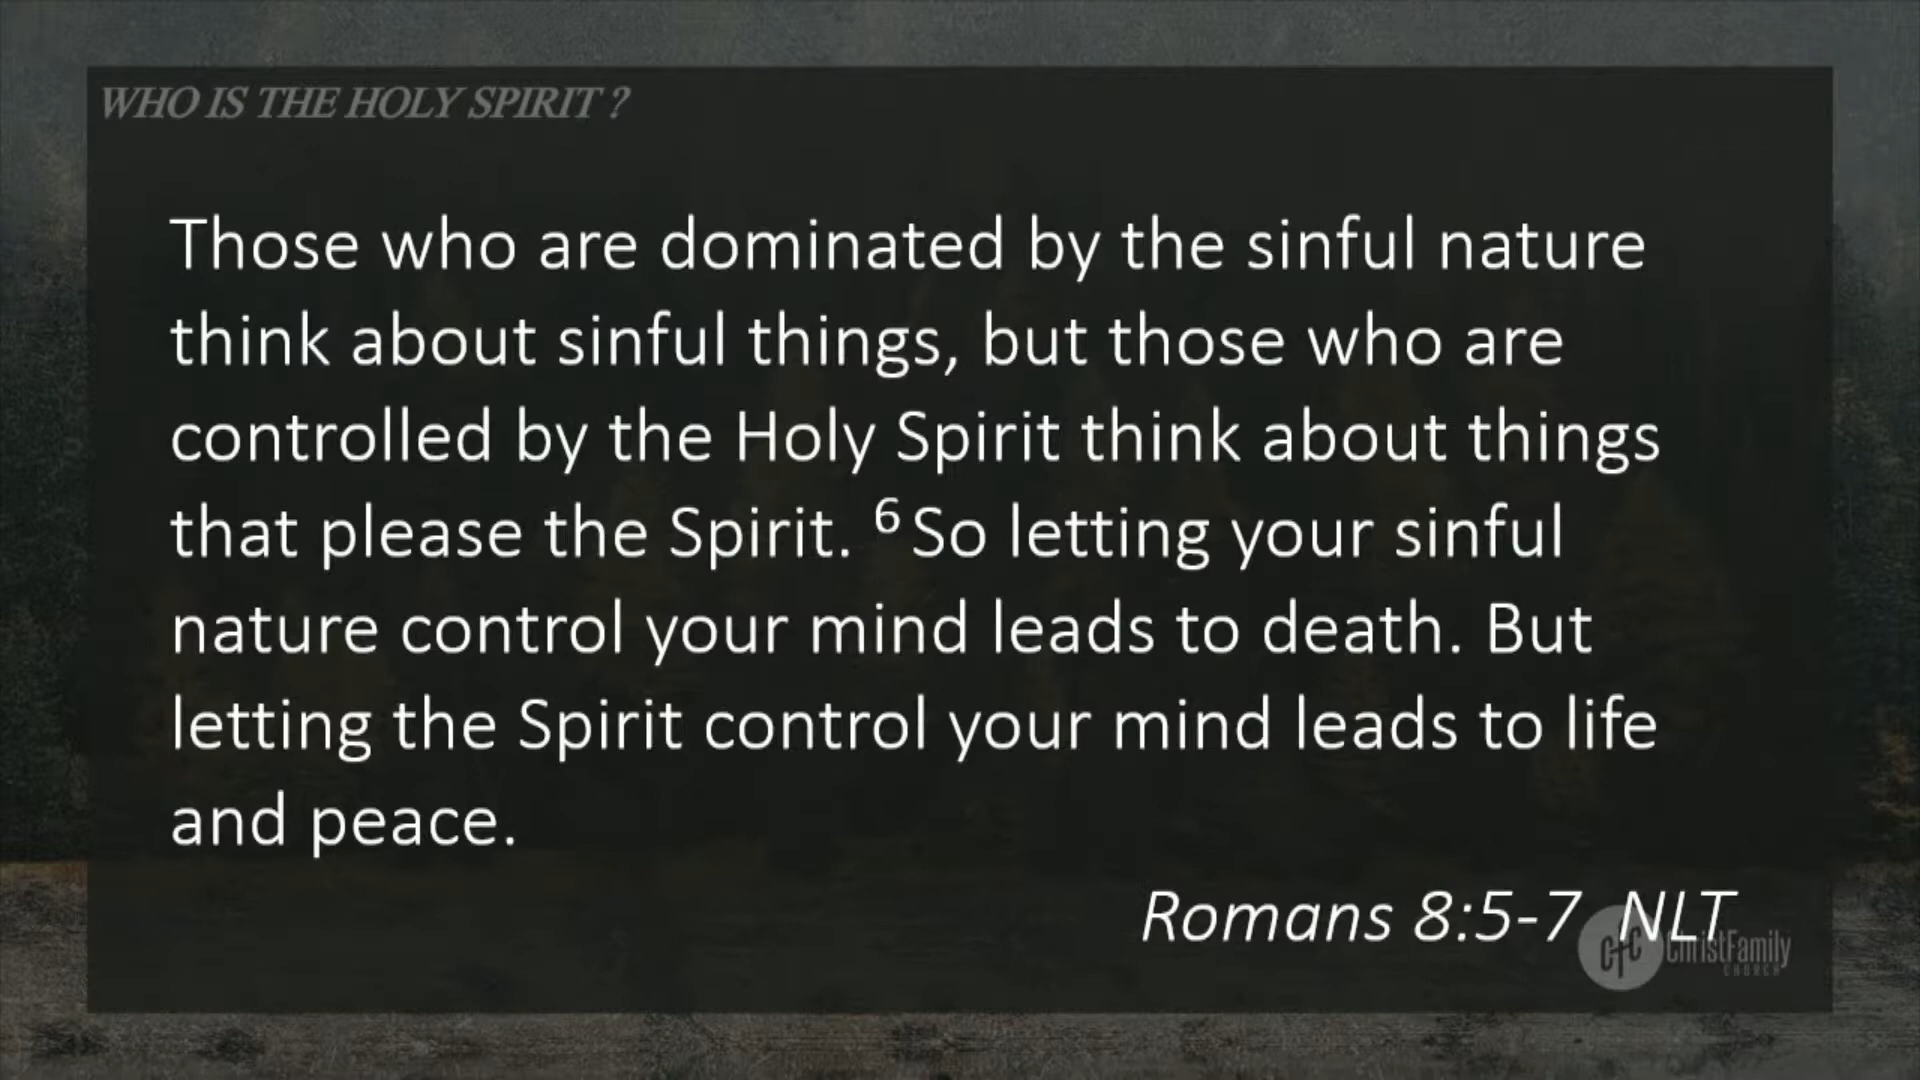 WHO IS THE HOLY SPIRIT ?
Those who are dominated by the sinful nature
think about sinful things, but those who are
controlled by the Holy Spirit think about things
that please the Spirit. ⁶ So letting your sinful
nature control your mind leads to death. But
letting the Spirit control your mind leads to life
and peace.
Romans 8:5-7 NLT
CFC ChristFamily
CHURCH